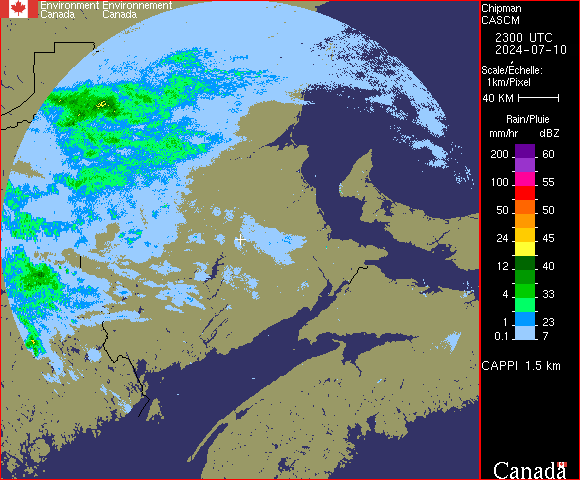 Environment Environnement
Canada Canada
Chipman
CASCM
2300 UTC
2024-07-10
Scale/Échelle:
1km/Pixel
40 KM
Rain/Pluie
mm/hr dBZ
200 60
100 55
50 50
24 45
12 40
4 33
1 23
0.1 7
CAPPI 1.5 km
Canada